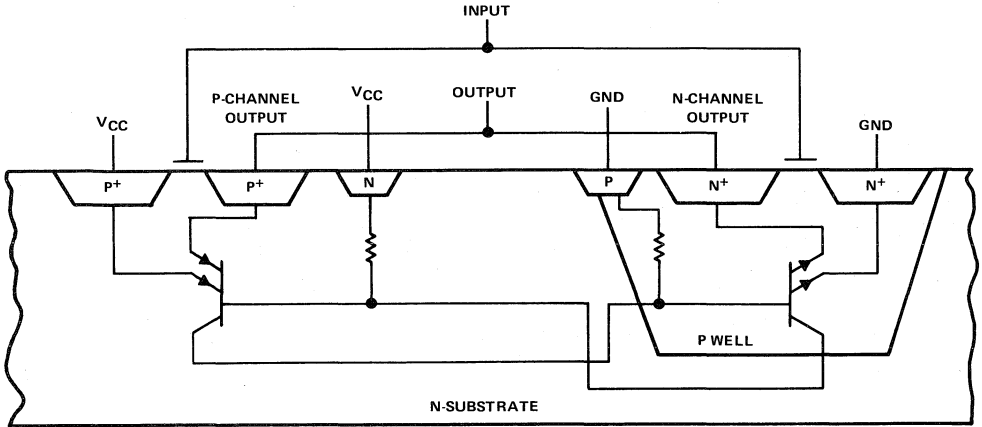 INPUT
P-CHANNEL
OUTPUT
VCC
OUTPUT
GND
N-CHANNEL
OUTPUT
VCC
GND
P+
P+
N
P
N+
N+
P WELL
N-SUBSTRATE